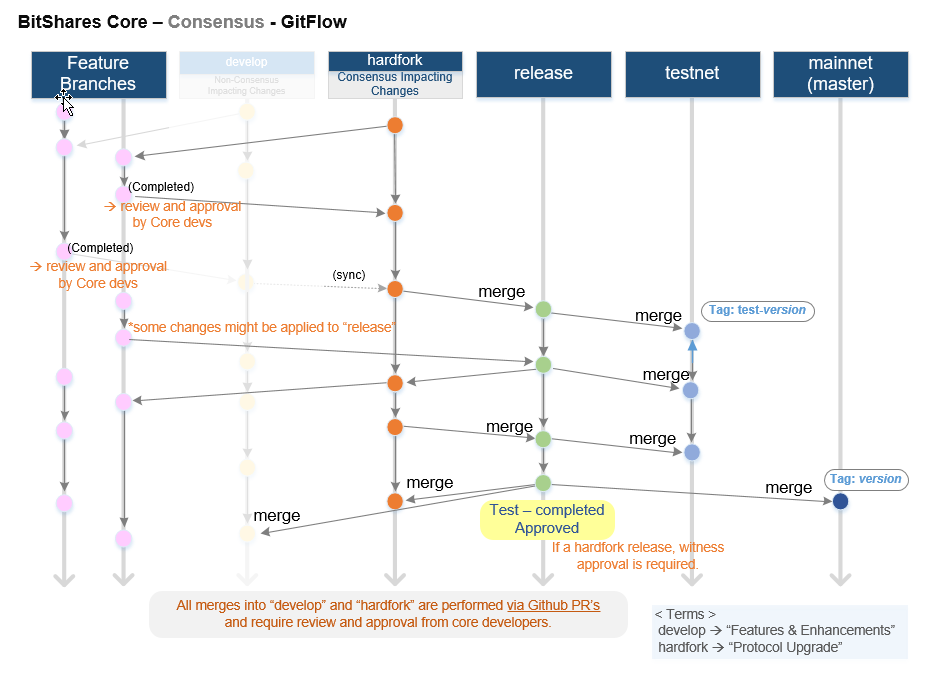 BitShares Core – Consensus - GitFlow
Feature
Branches
develop
Non-Consensus
Impacting Changes
hardfork
Consensus Impacting
Changes
release
testnet
mainnet
(master)
(Completed)
→ review and approval
by Core devs
(Completed)
→ review and approval
by Core devs
(sync)
merge
merge
Tag: test-version
*some changes might be applied to “release”
merge
merge
merge
merge
merge
Tag: version
merge
Test – completed
Approved
If a hardfork release, witness
approval is required.
All merges into “develop” and “hardfork” are performed via Github PR’s
and require review and approval from core developers.
< Terms >
develop → “Features & Enhancements”
hardfork → “Protocol Upgrade”